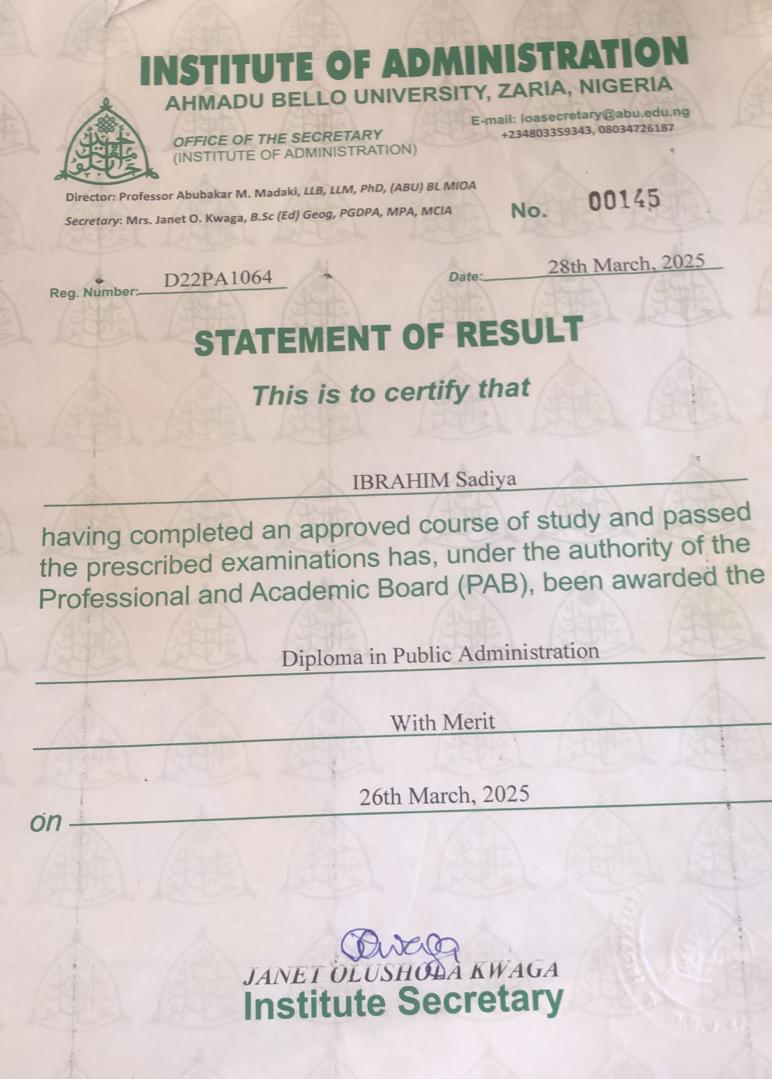 INSTITUTE OF ADMINISTRATION
AHMADU BELLO UNIVERSITY, ZARIA, NIGERIA
E-mail: ioasecretary@abu.edu.ng
+234803359343, 08034726187
OFFICE OF THE SECRETARY
(INSTITUTE OF ADMINISTRATION)
Director: Professor Abubakar M. Madaki, LLB, LLM, PhD, (ABU) BL MIOA
Secretary: Mrs. Janet O. Kwaga, B.Sc (Ed) Geog, PGDPA, MPA, MCIA
No. 00145
Reg. Number: D22PA1064
Date: 28th March, 2025
STATEMENT OF RESULT
This is to certify that
IBRAHIM Sadiya
having completed an approved course of study and passed
the prescribed examinations has, under the authority of the
Professional and Academic Board (PAB), been awarded the
Diploma in Public Administration
With Merit
on 26th March, 2025
JANET OLUSHOLA KWAGA
Institute Secretary